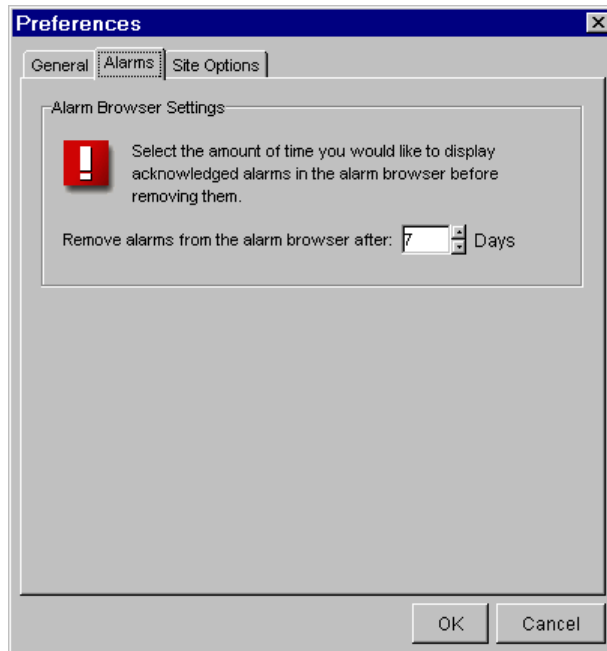 Preferences
General Alarms Site Options
Alarm Browser Settings
Select the amount of time you would like to display
acknowledged alarms in the alarm browser before
removing them.
Remove alarms from the alarm browser after: 7 Days
OK Cancel